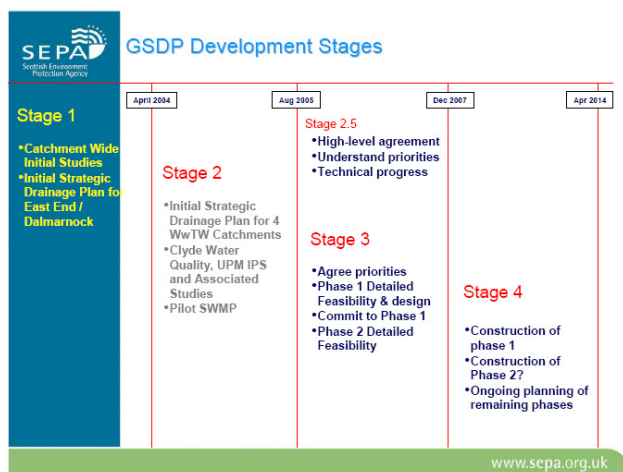 SEPA
Scottish Environment
Protection Agency
GSDP Development Stages
April 2004
Aug 2005
Dec 2007
Apr 2014
Stage 1
•Catchment Wide
Initial Studies
•Initial Strategic
Drainage Plan for
East End /
Dalmarnock
Stage 2
•Initial Strategic
Drainage Plan for 4
WwTW Catchments
•Clyde Water
Quality, UPM IPS
and Associated
Studies
•Pilot SWMP
Stage 2.5
•High-level agreement
•Understand priorities
•Technical progress
Stage 3
•Agree priorities
•Phase 1 Detailed
Feasibility & design
•Commit to Phase 1
•Phase 2 Detailed
Feasibility
Stage 4
•Construction of
phase 1
•Construction of
Phase 2?
•Ongoing planning of
remaining phases
www.sepa.org.uk